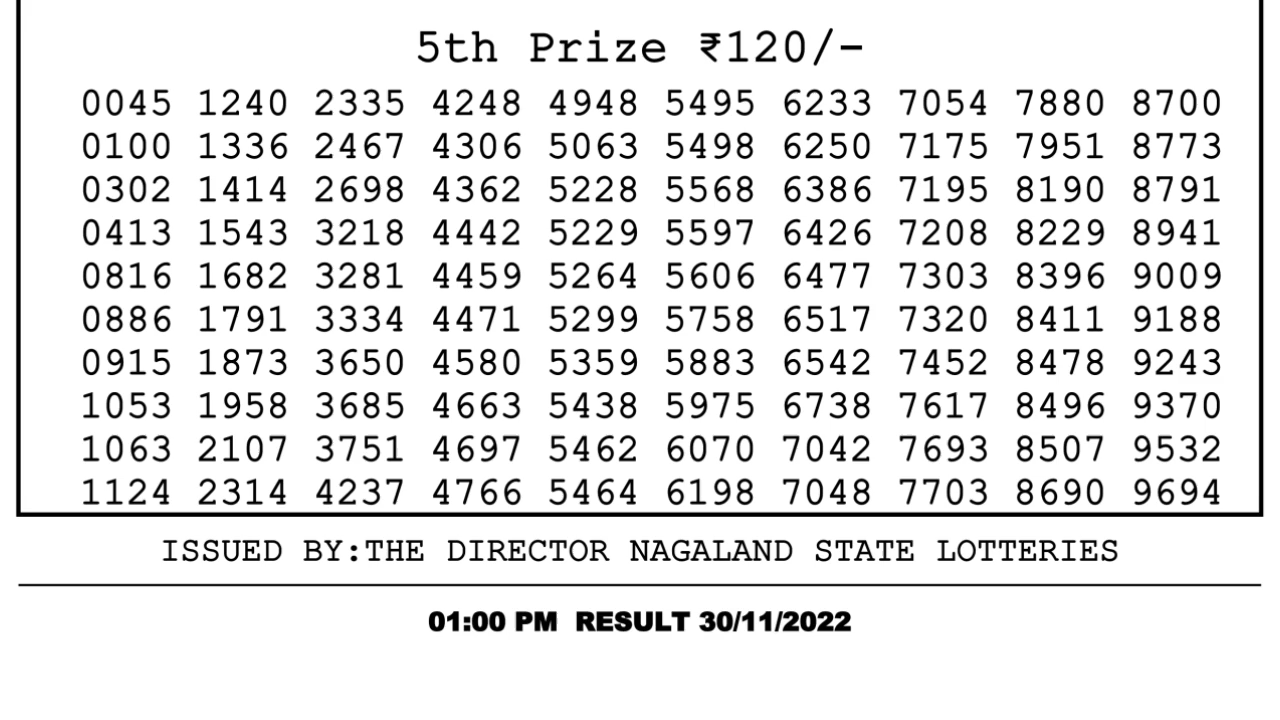 5th Prize ₹120/-
0045 1240 2335 4248 4948 5495 6233 7054 7880 8700
0100 1336 2467 4306 5063 5498 6250 7175 7951 8773
0302 1414 2698 4362 5228 5568 6386 7195 8190 8791
0413 1543 3218 4442 5229 5597 6426 7208 8229 8941
0816 1682 3281 4459 5264 5606 6477 7303 8396 9009
0886 1791 3334 4471 5299 5758 6517 7320 8411 9188
0915 1873 3650 4580 5359 5883 6542 7452 8478 9243
1053 1958 3685 4663 5438 5975 6738 7617 8496 9370
1063 2107 3751 4697 5462 6070 7042 7693 8507 9532
1124 2314 4237 4766 5464 6198 7048 7703 8690 9694
ISSUED BY:THE DIRECTOR NAGALAND STATE LOTTERIES
01:00 PM RESULT 30/11/2022